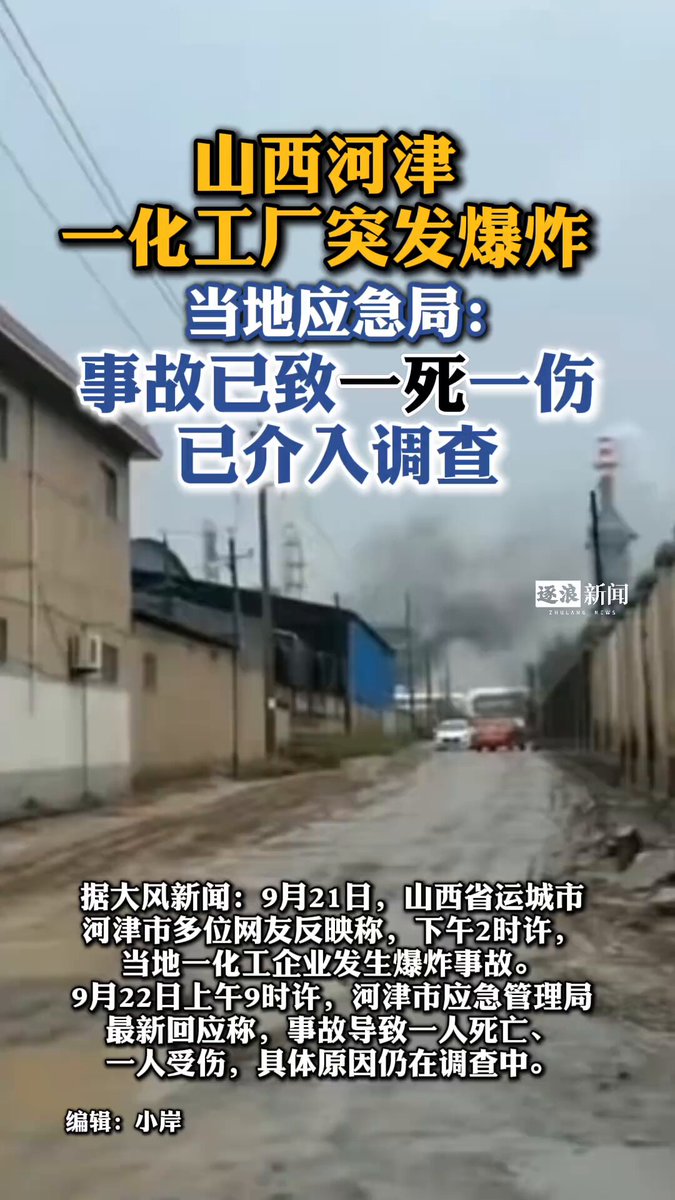 山西河津
一化工厂突发爆炸
当地应急局：
事故已致一死一伤
已介入调查
逐浪新闻
ZHULANG NEWS
据大风新闻：9月21日，山西省运城市
河津市多位网友反映称，下午2时许，
当地一化工企业发生爆炸事故。
9月22日上午9时许，河津市应急管理局
最新回应称，事故导致一人死亡、
一人受伤，具体原因仍在调查中。
编辑：小岸